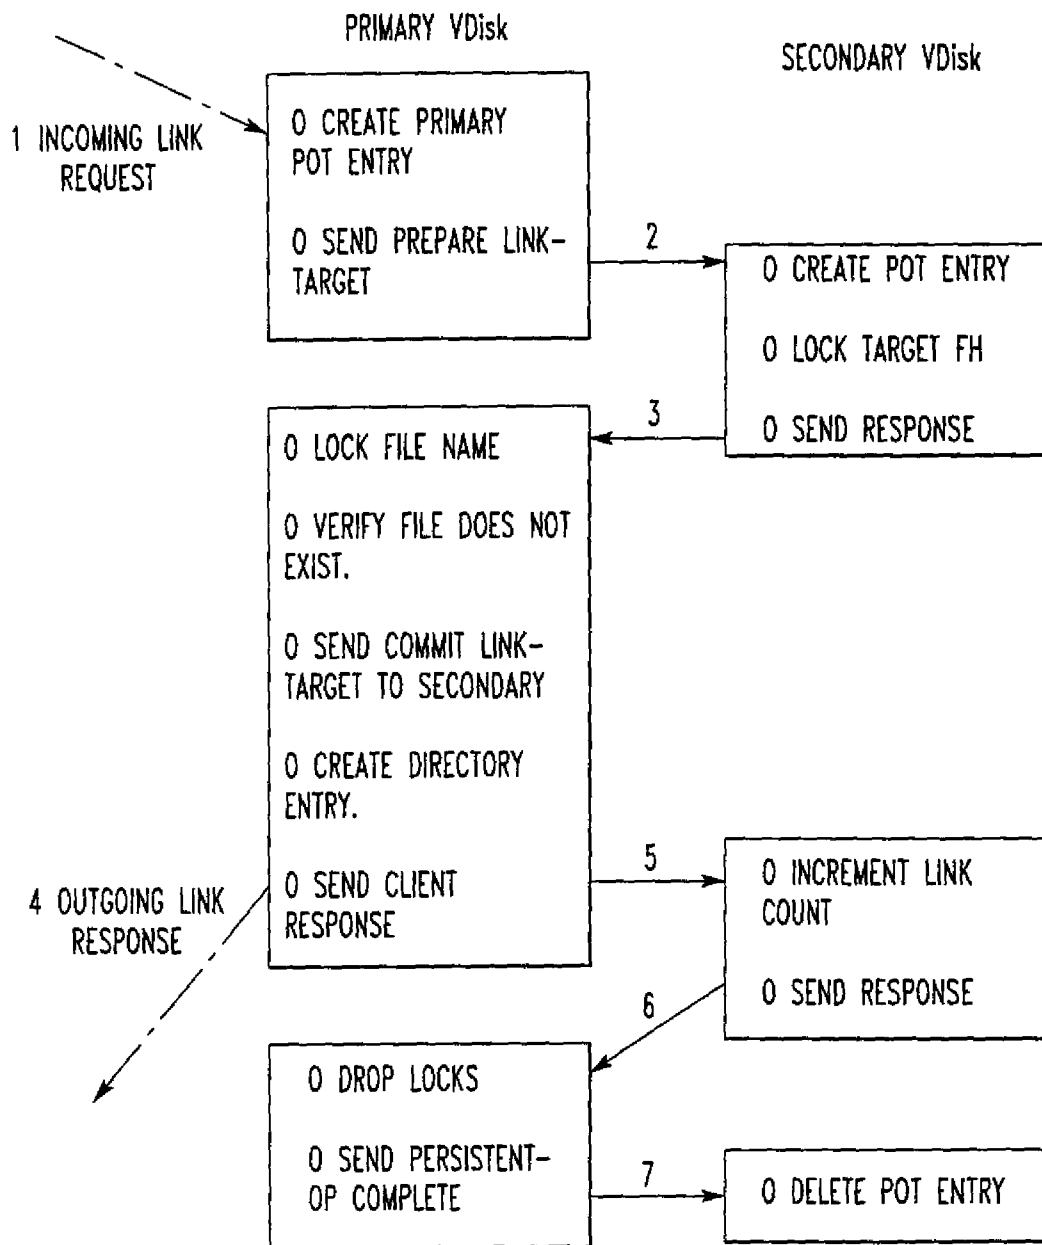 PRIMARY VDisk
SECONDARY VDisk
1 INCOMING LINK
REQUEST
O CREATE PRIMARY
POT ENTRY
O SEND PREPARE LINK-
TARGET
2
O CREATE POT ENTRY
O LOCK TARGET FH
O SEND RESPONSE
3
O LOCK FILE NAME
O VERIFY FILE DOES NOT
EXIST.
O SEND COMMIT LINK-
TARGET TO SECONDARY
O CREATE DIRECTORY
ENTRY.
O SEND CLIENT
RESPONSE
4 OUTGOING LINK
RESPONSE
5
O INCREMENT LINK
COUNT
O SEND RESPONSE
6
O DROP LOCKS
O SEND PERSISTENT-
OP COMPLETE
7
O DELETE POT ENTRY